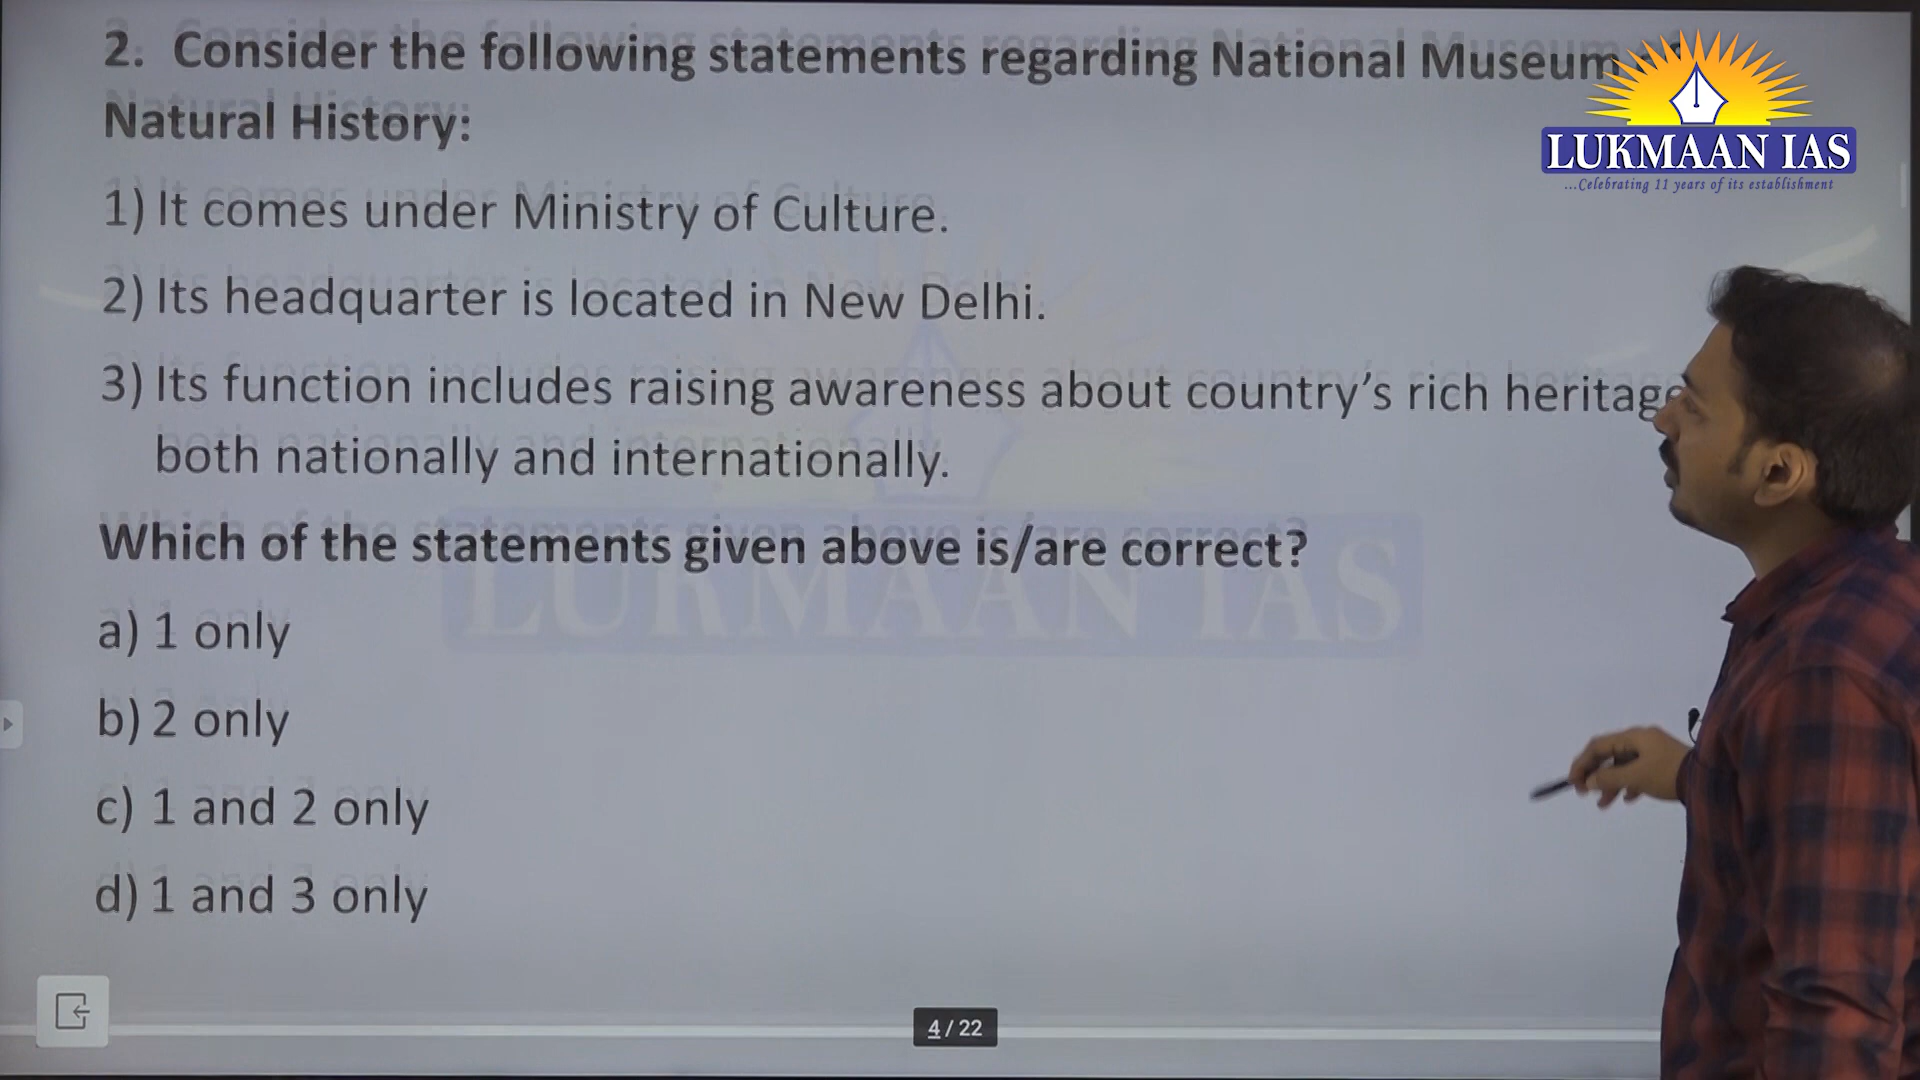 2. Consider the following statements regarding National Museum
Natural History:
1) It comes under Ministry of Culture.
2) Its headquarter is located in New Delhi.
3) Its function includes raising awareness about country's rich heritage
both nationally and internationally.
Which of the statements given above is/are correct?
a) 1 only
b) 2 only
c) 1 and 2 only
d) 1 and 3 only
LUKMAAN IAS
...Celebrating 11 years of its establishment
LUKMAAN IAS
4 / 22